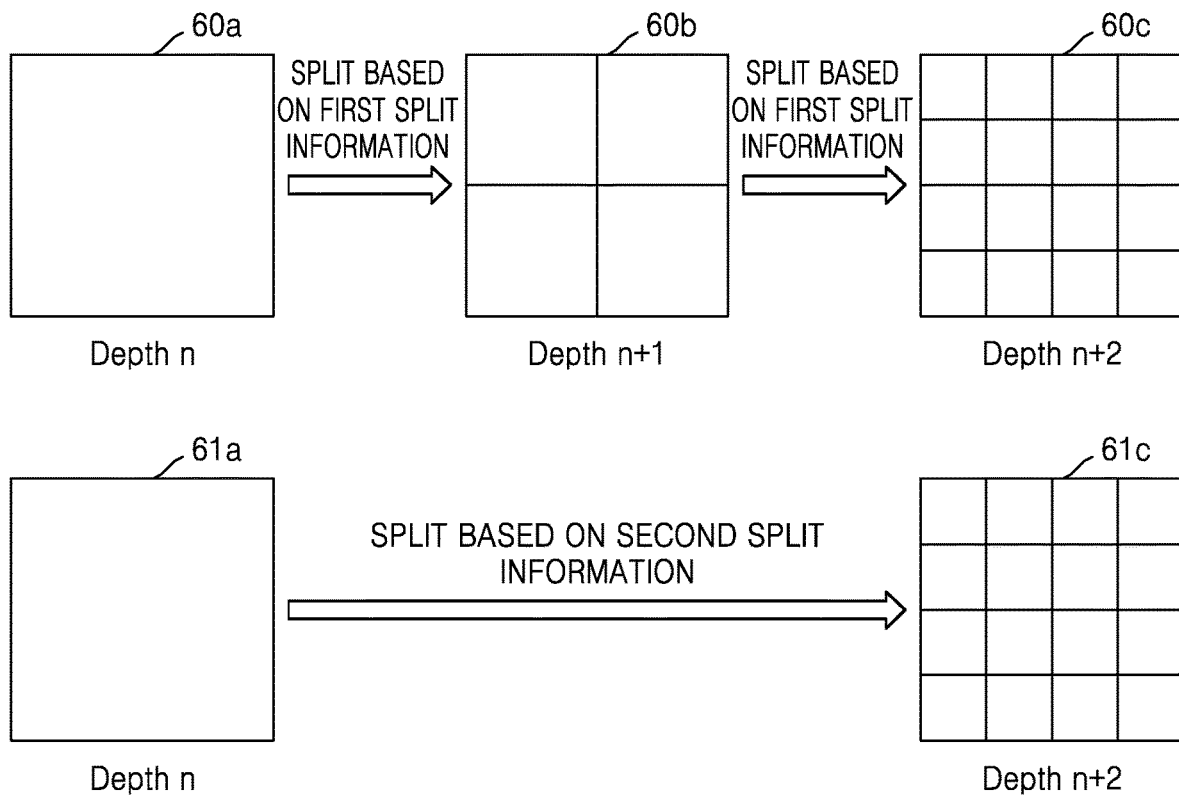 60a
60b
60c
SPLIT BASED
ON FIRST SPLIT
INFORMATION
SPLIT BASED
ON FIRST SPLIT
INFORMATION
Depth n
Depth n+1
Depth n+2
61a
61c
SPLIT BASED ON SECOND SPLIT
INFORMATION
Depth n
Depth n+2